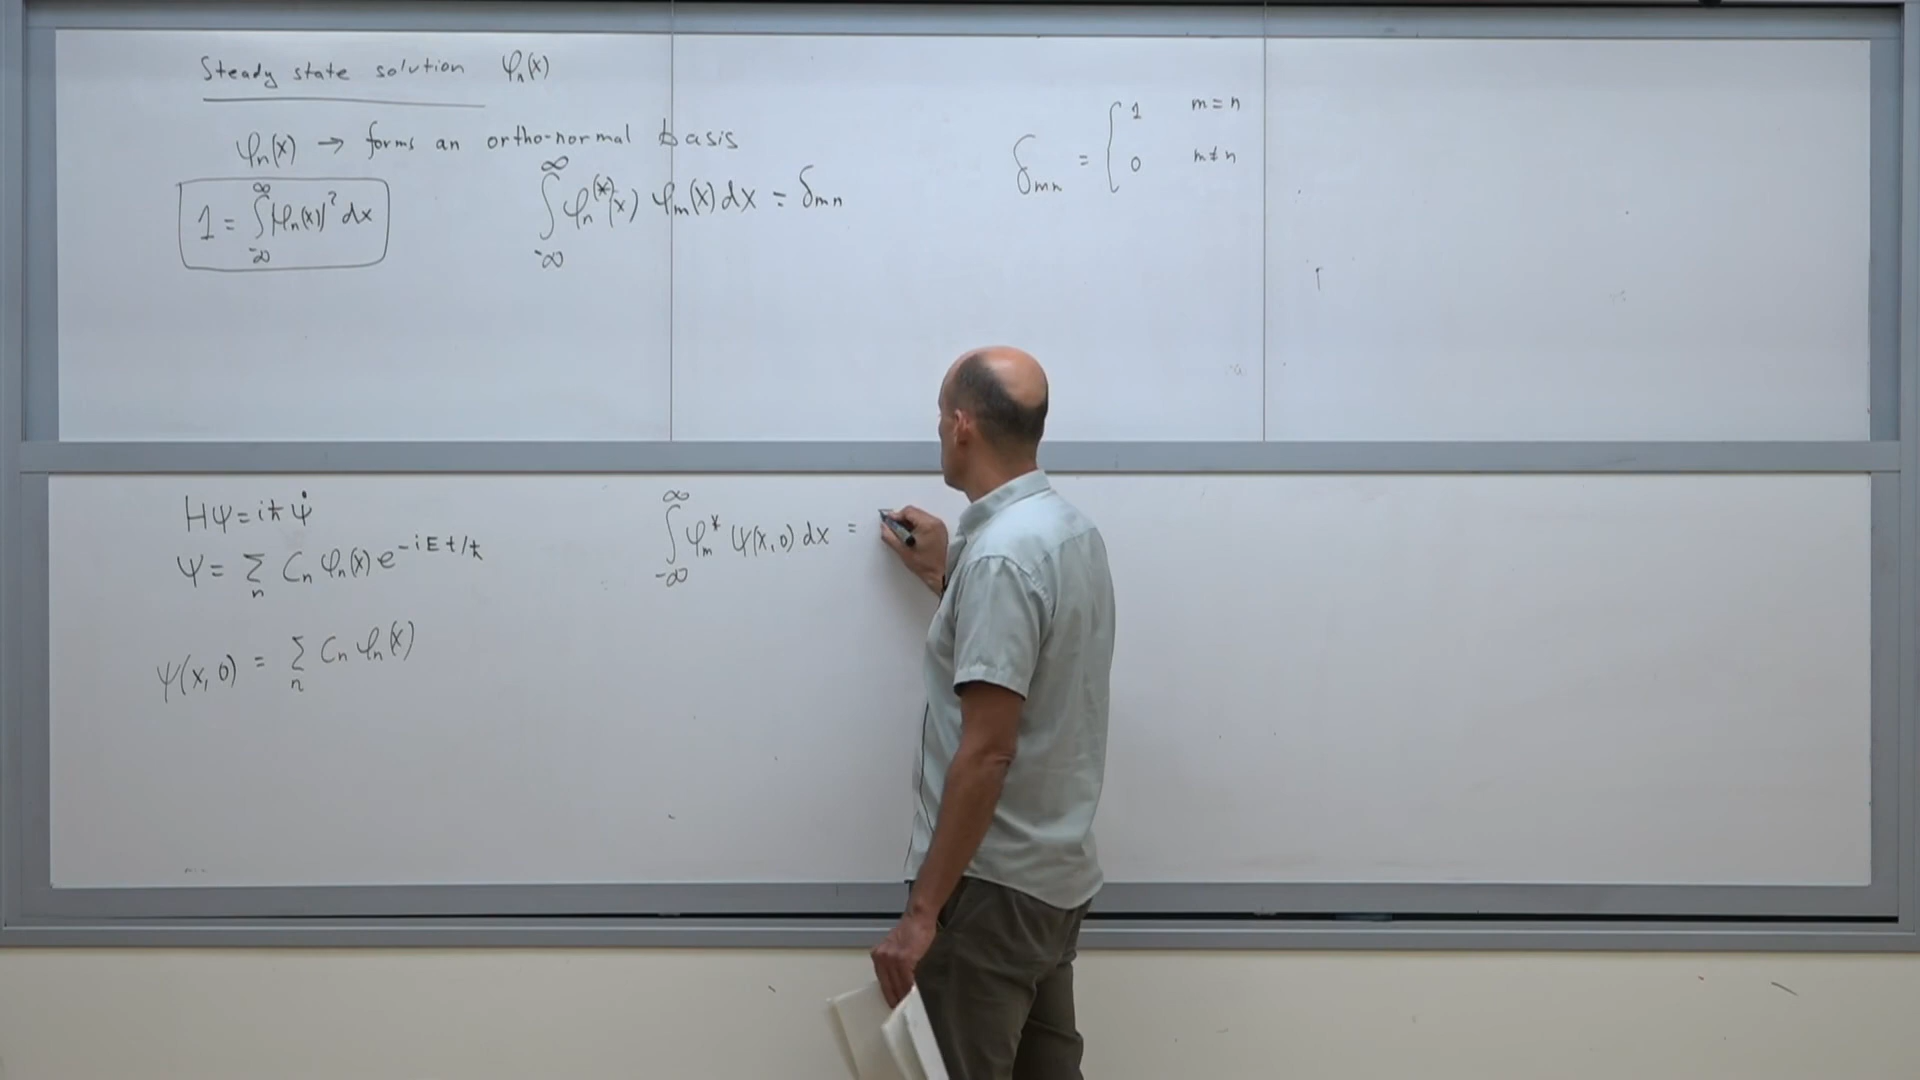 Steady state solution φₙ(x)
φₙ(x) → forms an ortho-normal basis
1 = ∫_{-∞}^{∞} |φₙ(x)|² dx
∫_{-∞}^{∞} φₙ^{(*)}(x) φₘ(x) dx = δₘₙ
δₘₙ = { 1 m = n
0 m ≠ n
Hψ = iħ ψ̇
ψ = Σₙ Cₙ φₙ(x) e^{-iEt/ħ}
ψ(x, 0) = Σₙ Cₙ φₙ(x)
∫_{-∞}^{∞} φₘ* ψ(x, 0) dx =